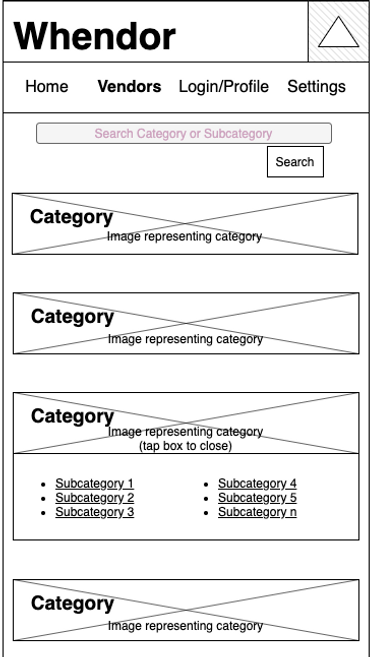 Whendor
Home Vendors Login/Profile Settings
Search Category or Subcategory
Search
Category
Image representing category
Category
Image representing category
Category
Image representing category
(tap box to close)
• Subcategory 1 • Subcategory 4
• Subcategory 2 • Subcategory 5
• Subcategory 3 • Subcategory n
Category
Image representing category